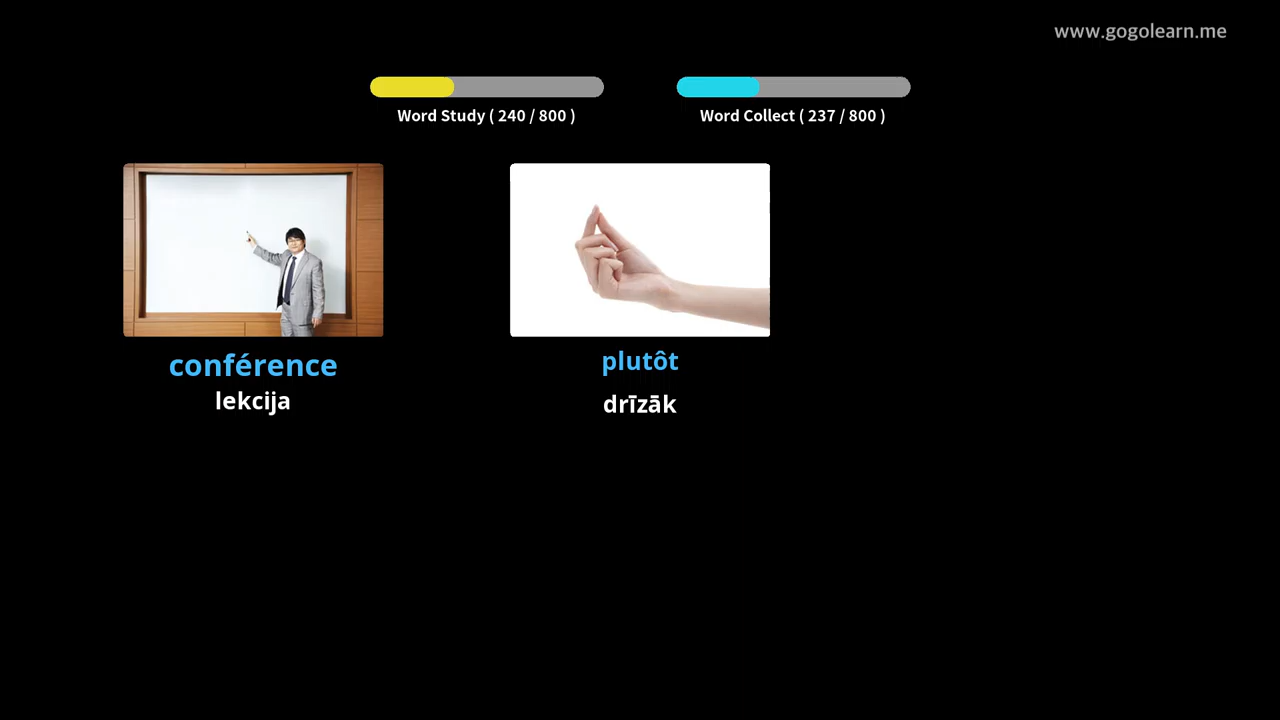 www.gogolearn.me
Word Study ( 240 / 800 )
Word Collect ( 237 / 800 )
conférence
lekcija
plutôt
drīzāk